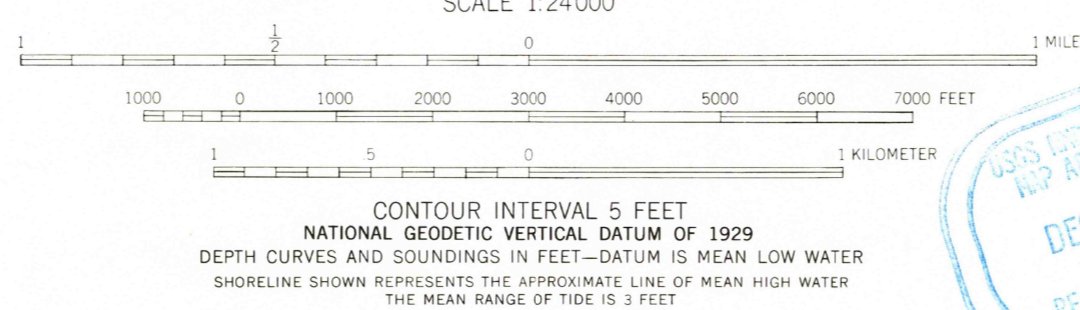 SCALE 1:24000
1 1/2 0 1 MILE
1000 0 1000 2000 3000 4000 5000 6000 7000 FEET
1 .5 0 1 KILOMETER
CONTOUR INTERVAL 5 FEET
NATIONAL GEODETIC VERTICAL DATUM OF 1929
DEPTH CURVES AND SOUNDINGS IN FEET—DATUM IS MEAN LOW WATER
SHORELINE SHOWN REPRESENTS THE APPROXIMATE LINE OF MEAN HIGH WATER
THE MEAN RANGE OF TIDE IS 3 FEET
USGS
MAP